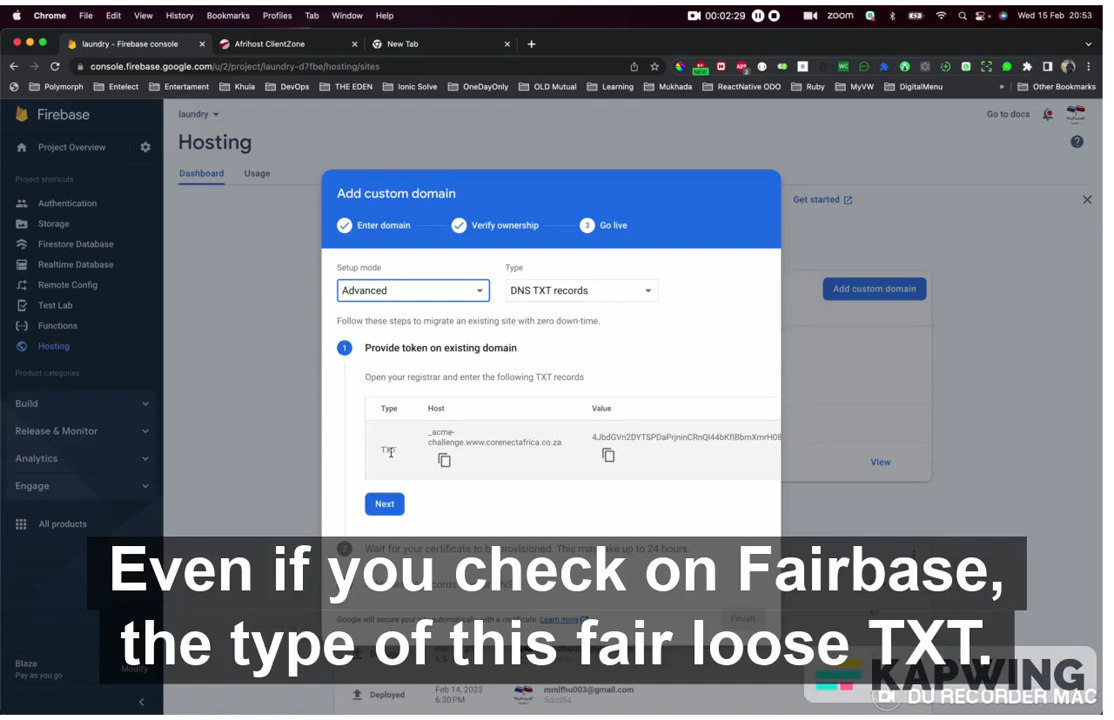 Chrome File Edit View History Bookmarks Profiles Tab Window Help 00:02:29 zoom Wed 15 Feb 20:53
laundry - Firebase console Afrihost ClientZone New Tab
console.firebase.google.com/u/2/project/laundry-d7fbe/hosting/sites
Polymorph Entelect Entertament Khula DevOps THE EDEN Ionic Solve OneDayOnly OLD Mutual Learning Mukhada ReactNative ODO Ruby MyVW DigitalMenu » Other Bookmarks
Firebase
laundry
Go to docs
Project Overview
Hosting
Project shortcuts
Dashboard Usage
Authentication
Storage
Firestore Database
Realtime Database
Remote Config
Test Lab
Functions
Hosting
Product categories
Build
Release & Monitor
Analytics
Engage
All products
Blaze
Pay as you go
Modify
Get started
Add custom domain
View
Add custom domain
Enter domain Verify ownership 3 Go live
Setup mode Type
Advanced DNS TXT records
Follow these steps to migrate an existing site with zero down-time.
1 Provide token on existing domain
Open your registrar and enter the following TXT records
Type Host Value
TXT _acme-
challenge.www.corenectafrica.co.za
4JbdGVn2DYTSPDaPrjninCRnQl44bKfIBbmXmrH08
Next
2 Wait for your certificate to be provisioned. This may take up to 24 hours.
Google will secure your
automatically with a certificate. Learn more
Finish
Even if you check on Fairbase,
the type of this fair loose TXT.
Deployed Feb 14, 2023
6:30 PM
mmlfhu003@gmail.com
5dzd6a
KAPWING
DU RECORDER MAC